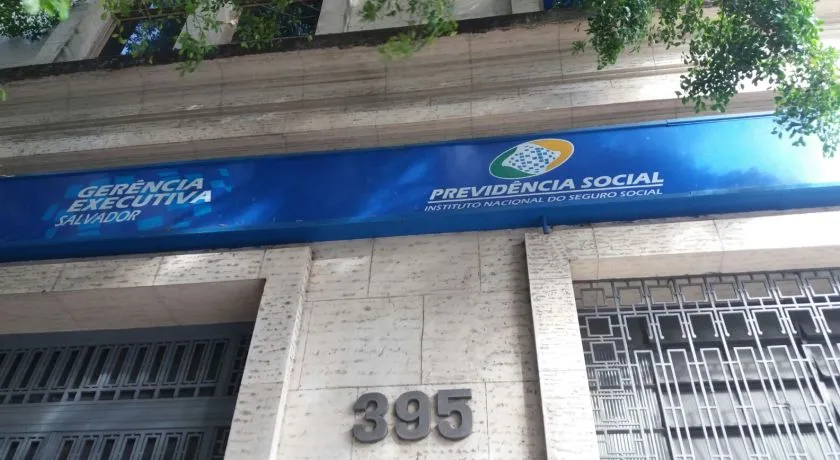 GERÊNCIA
EXECUTIVA
SALVADOR
PREVIDÊNCIA SOCIAL
INSTITUTO NACIONAL DO SEGURO SOCIAL
395